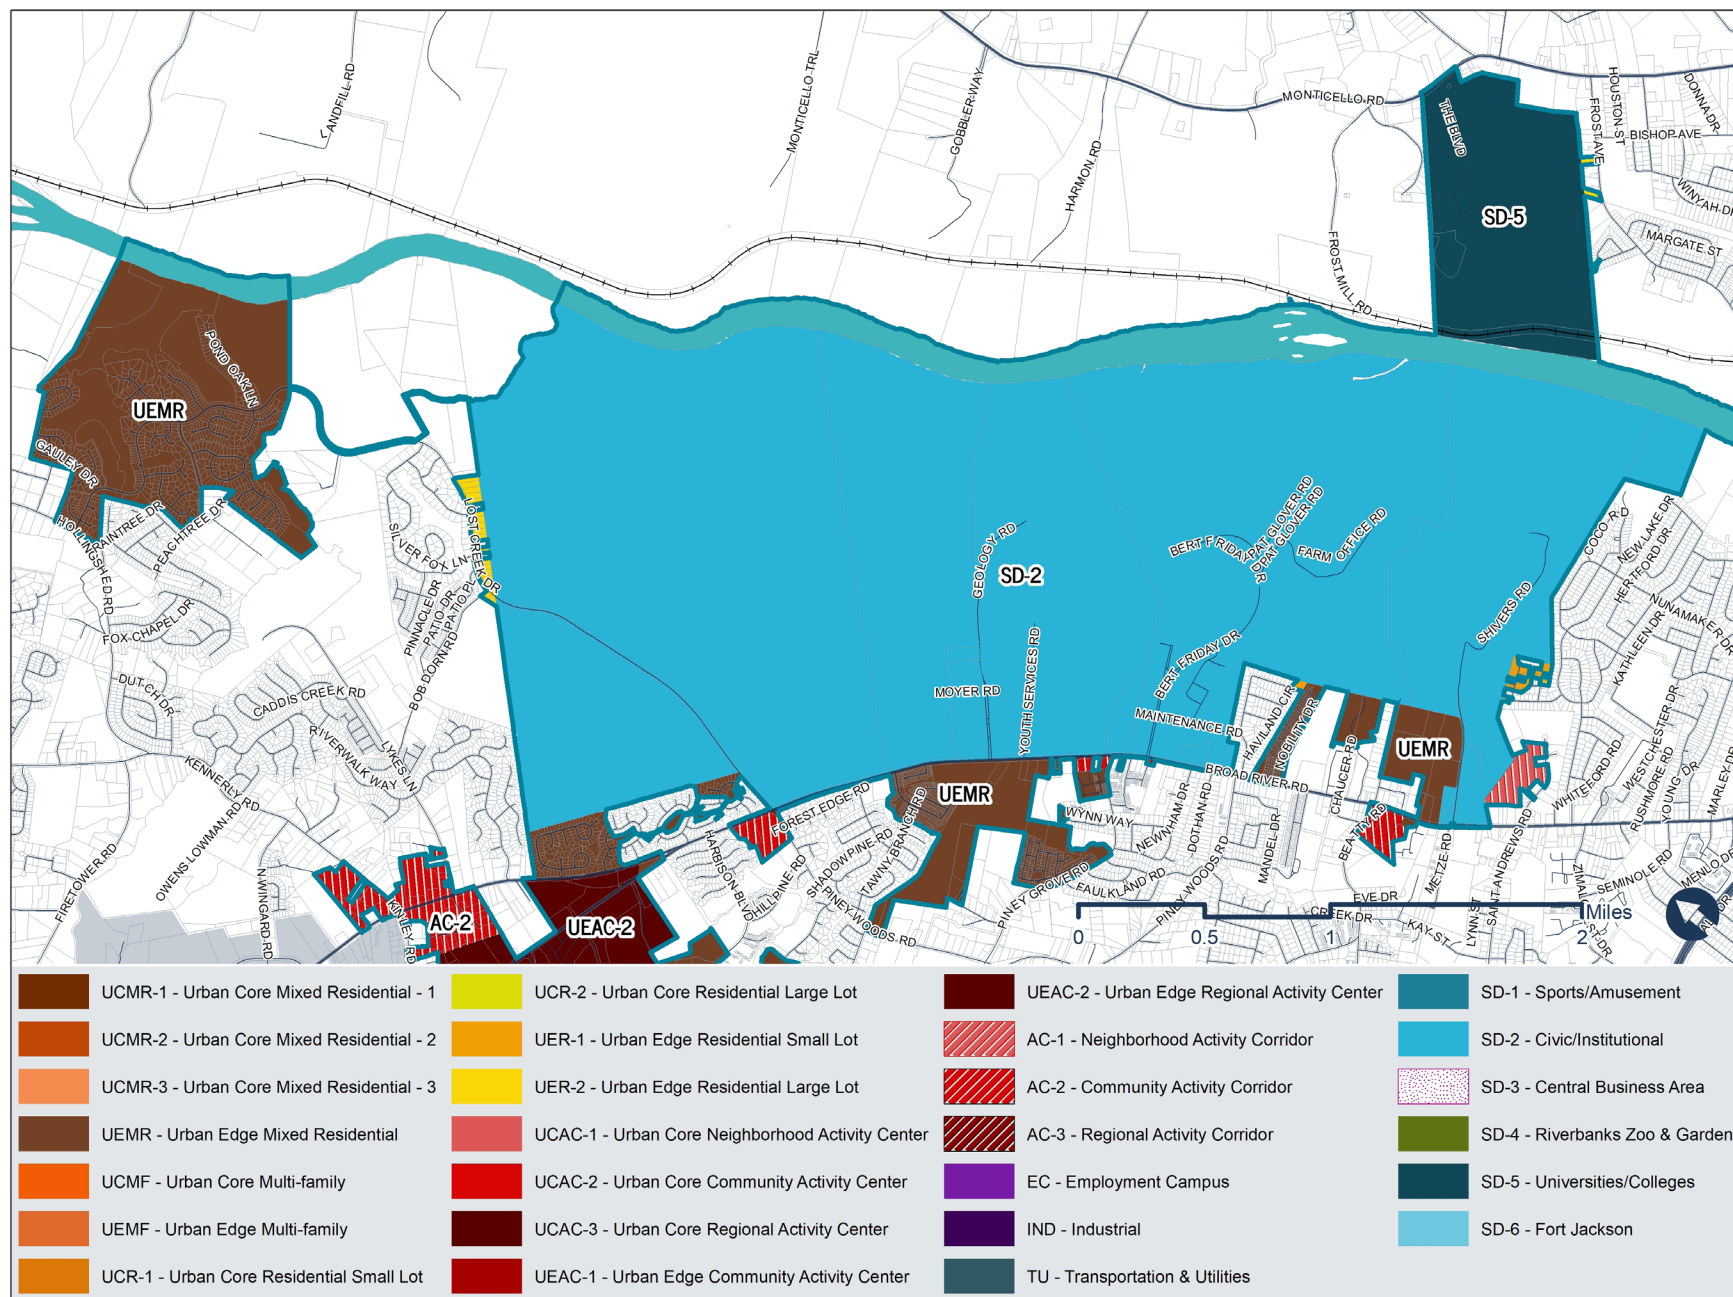 LANDFILL RD
MONTICELLO TRL
GOBBLER WAY
HARMON RD
MONTICELLO RD
THE BLVD
FROST AVE
HOUSTON ST
DONNA DR
BISHOP AVE
WINYAH DR
MARGATE ST
SD-5
FROST MILL RD
POND OAK LN
UEMR
GAULEY DR
HOLLINGSHED RD
RAINTREE DR
PEACHTREE DR
FOX CHAPEL DR
DUTCH DR
SILVER FOX LN
LOST CREEK DR
PINNACLE DR
PATIO DR
PATIO PL
BOB DORN RD
CADDIS CREEK RD
RIVERWALK WAY
LYKES LN
KENNERLY RD
OWENS LOWMAN RD
FIRETOWER RD
N WINGARD RD
KINLEY RD
AC-2
UEAC-2
GEOLOGY RD
SD-2
MOYER RD
YOUTH SERVICES RD
BERT FRIDAY DR
PAT GLOVER RD
PAT GLOVER RD
FARM OFFICE RD
BERT FRIDAY DR
MAINTENANCE RD
HAVILAND CIR
NOBILITY DR
BROAD RIVER RD
CHAUCER RD
UEMR
SHIVERS RD
COCO RD
NEW LAKE DR
HERTFORD DR
NUNAMAKER DR
KATHLEEN DR
WESTCHESTER DR
WHITEFORD RD
RUSHMORE RD
YOUNG DR
MARLEY DR
FOREST EDGE RD
HARBISON BLVD
HILLPINE RD
SHADOWPINE RD
TAWNY BRANCH RD
PINEY WOODS RD
UEMR
WYNN WAY
NEWNHAM DR
DOTHAN RD
PINEY GROVE RD
FAULKLAND RD
PINEY WOODS RD
MANDEL DR
BEATTY RD
METZE RD
EVE DR
CREEK DR
KAY ST
LYNN ST
SAINT ANDREWS RD
SEMINOLE RD
0
0.5
1
2
Miles
UCMR-1 - Urban Core Mixed Residential - 1
UCMR-2 - Urban Core Mixed Residential - 2
UCMR-3 - Urban Core Mixed Residential - 3
UEMR - Urban Edge Mixed Residential
UCMF - Urban Core Multi-family
UEMF - Urban Edge Multi-family
UCR-1 - Urban Core Residential Small Lot
UCR-2 - Urban Core Residential Large Lot
UER-1 - Urban Edge Residential Small Lot
UER-2 - Urban Edge Residential Large Lot
UCAC-1 - Urban Core Neighborhood Activity Center
UCAC-2 - Urban Core Community Activity Center
UCAC-3 - Urban Core Regional Activity Center
UEAC-1 - Urban Edge Community Activity Center
UEAC-2 - Urban Edge Regional Activity Center
AC-1 - Neighborhood Activity Corridor
AC-2 - Community Activity Corridor
AC-3 - Regional Activity Corridor
EC - Employment Campus
IND - Industrial
TU - Transportation & Utilities
SD-1 - Sports/Amusement
SD-2 - Civic/Institutional
SD-3 - Central Business Area
SD-4 - Riverbanks Zoo & Garden
SD-5 - Universities/Colleges
SD-6 - Fort Jackson